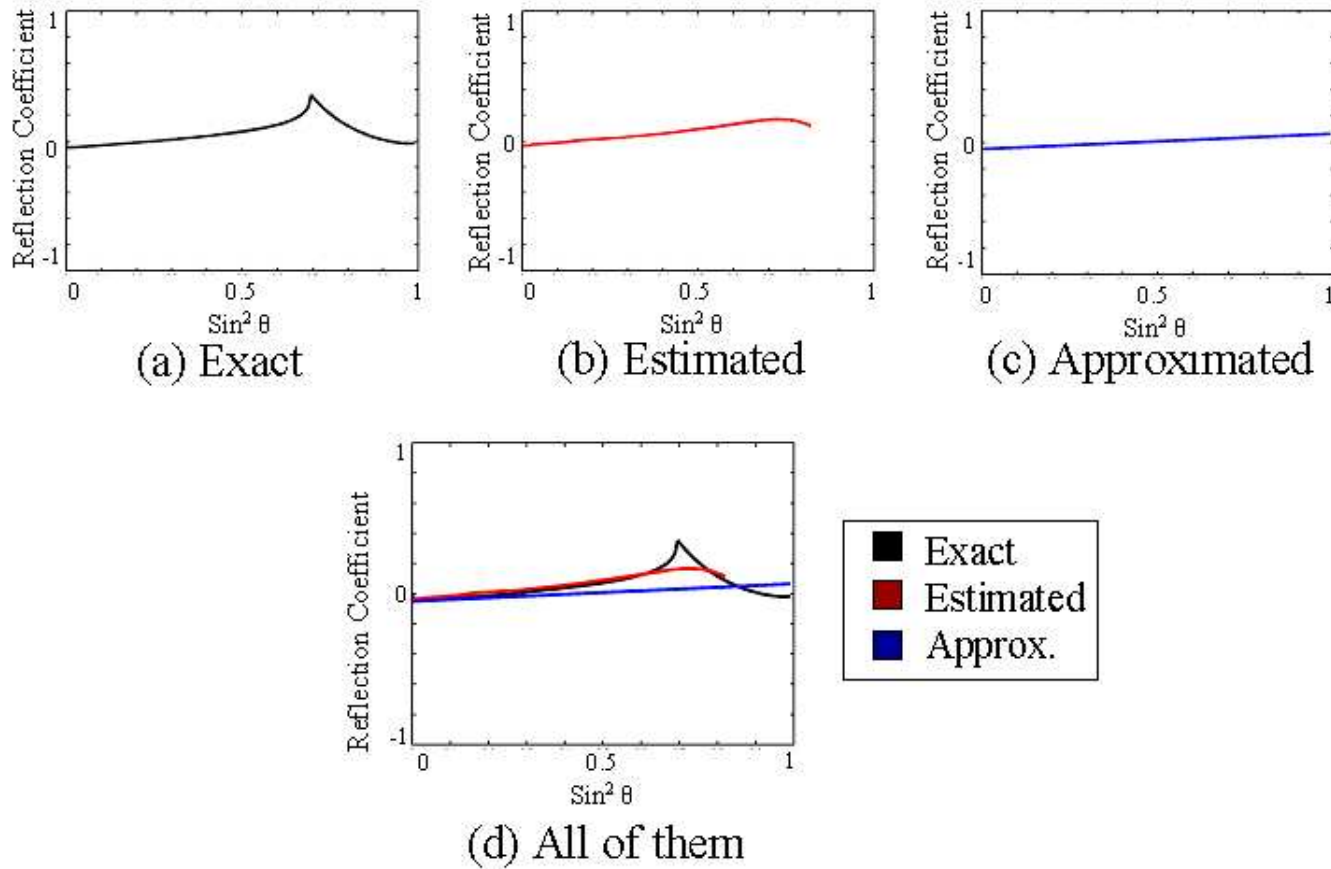 1
0
-1
Reflection Coefficient
0 0.5 1
Sin² θ
(a) Exact
1
0
-1
Reflection Coefficient
0 0.5 1
Sin² θ
(b) Estimated
1
0
-1
Reflection Coefficient
0 0.5 1
Sin² θ
(c) Approximated
1
0
-1
Reflection Coefficient
0 0.5 1
Sin² θ
(d) All of them
Exact
Estimated
Approx.